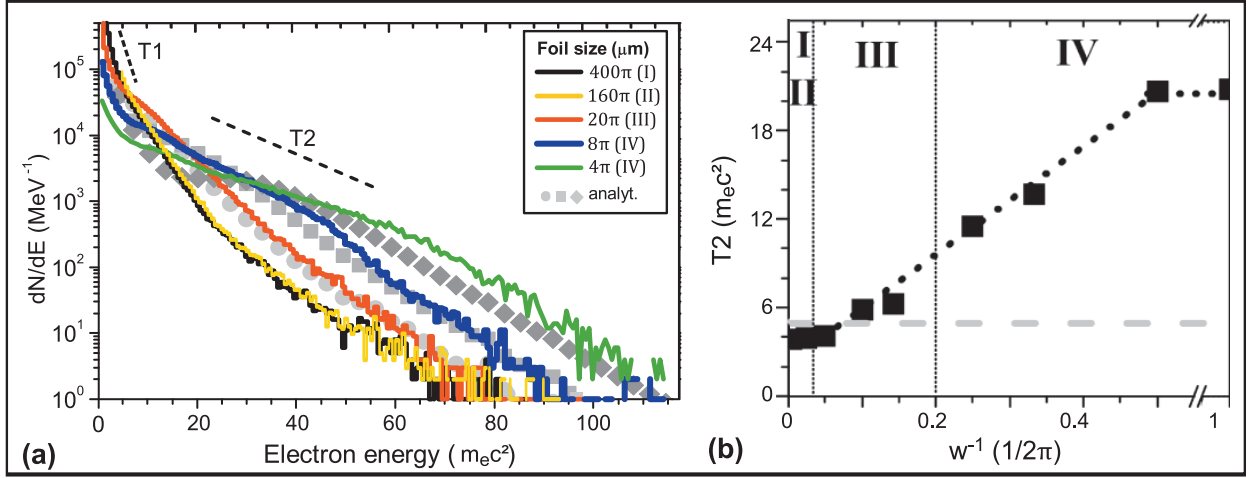 10⁵
10⁴
10³
10²
10¹
10⁰
dN/dE (MeV⁻¹)
T1
T2
Foil size (μm)
400π (I)
160π (II)
20π (III)
8π (IV)
4π (IV)
analyt.
0 20 40 60 80 100
Electron energy ( mₑc²)
(a)
24
18
12
6
0
T2 (mₑc²)
I
II
III
IV
0 0.2 0.4 1
w⁻¹ (1/2π)
(b)